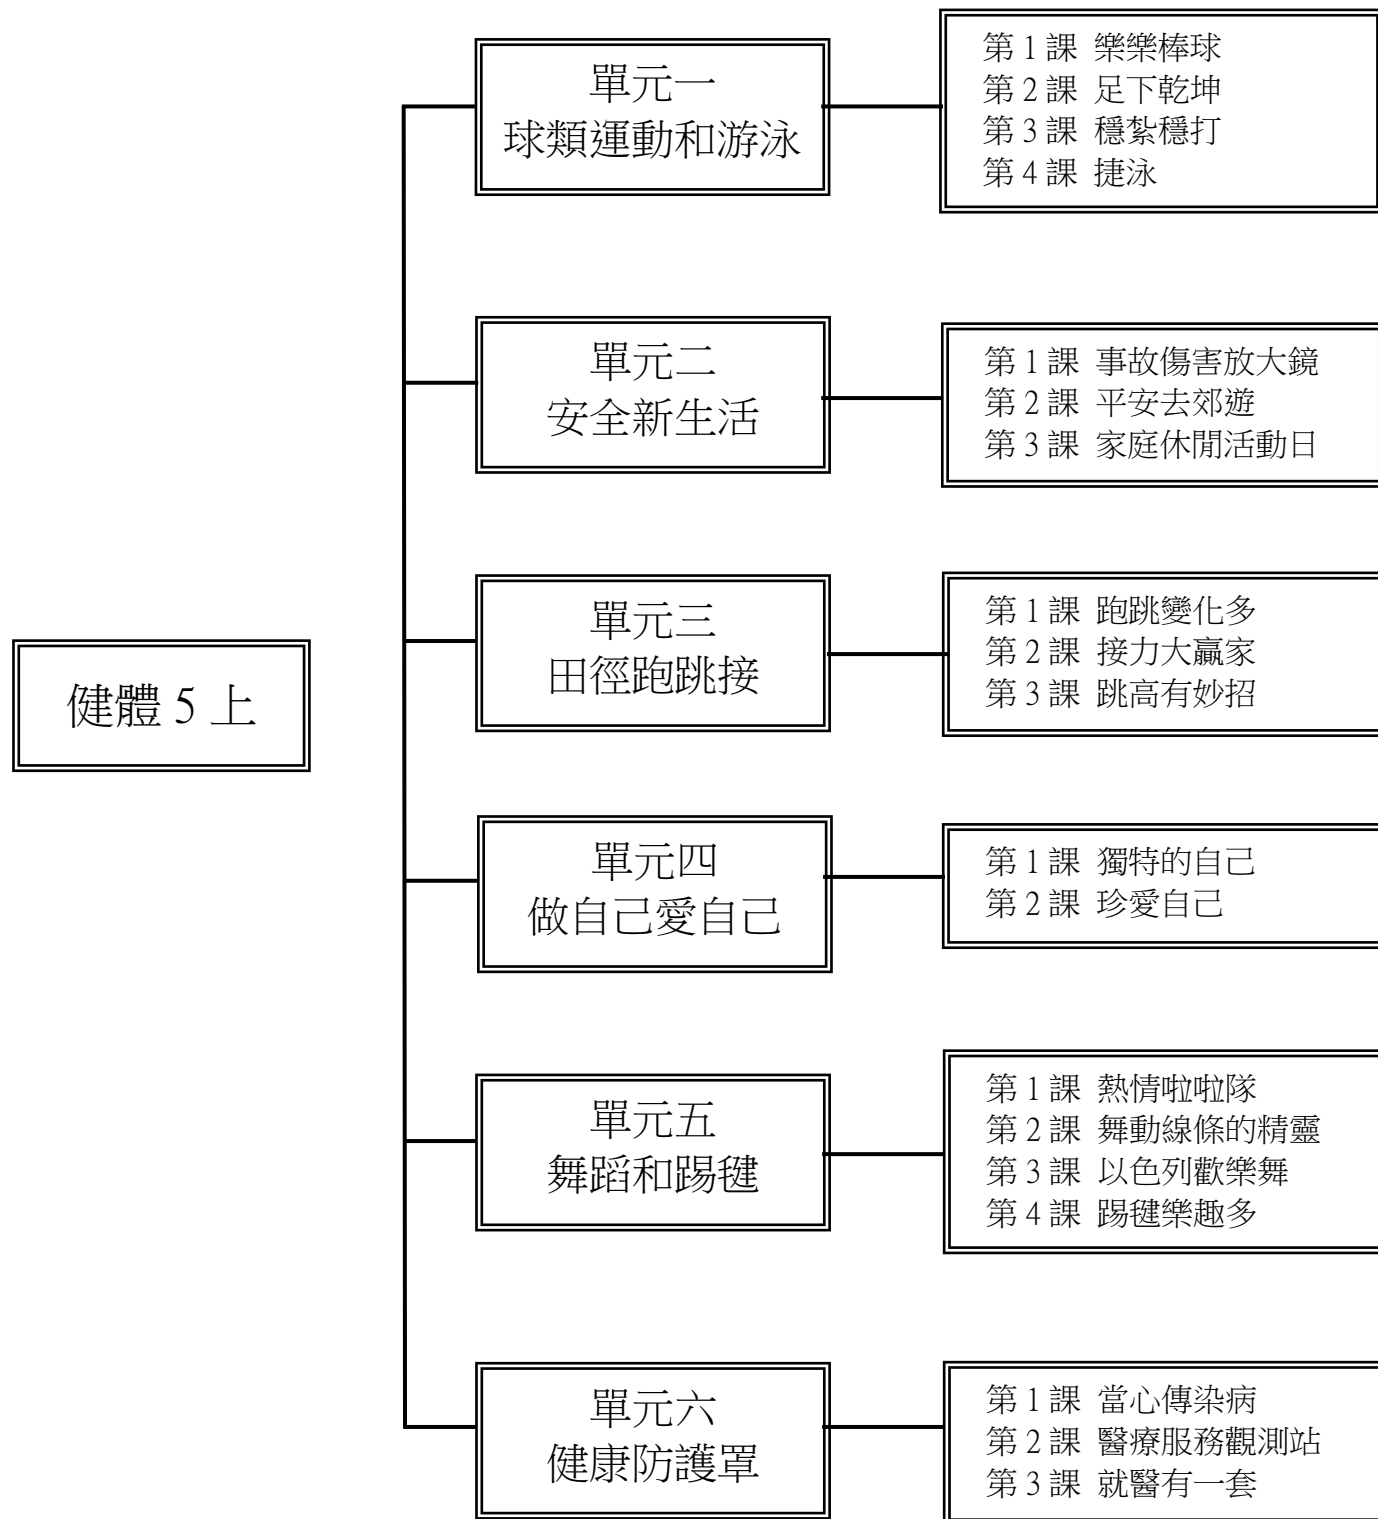 健體 5 上
單元一
球類運動和游泳
第 1 課 樂樂棒球
第 2 課 足下乾坤
第 3 課 穩紮穩打
第 4 課 捷泳
單元二
安全新生活
第 1 課 事故傷害放大鏡
第 2 課 平安去郊遊
第 3 課 家庭休閒活動日
單元三
田徑跑跳接
第 1 課 跑跳變化多
第 2 課 接力大贏家
第 3 課 跳高有妙招
單元四
做自己愛自己
第 1 課 獨特的自己
第 2 課 珍愛自己
單元五
舞蹈和踢毽
第 1 課 熱情啦啦隊
第 2 課 舞動線條的精靈
第 3 課 以色列歡樂舞
第 4 課 踢毽樂趣多
單元六
健康防護罩
第 1 課 當心傳染病
第 2 課 醫療服務觀測站
第 3 課 就醫有一套